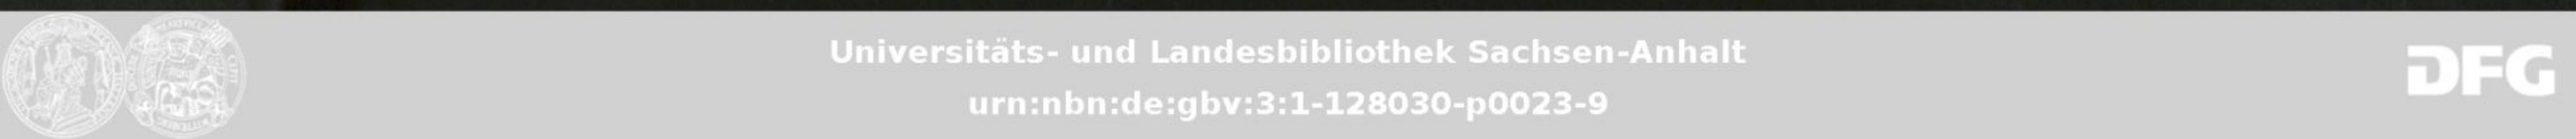 Universitäts- und Landesbibliothek Sachsen-Anhalt
urn:nbn:de:gbv:3:1-128030-p0023-9
DFG